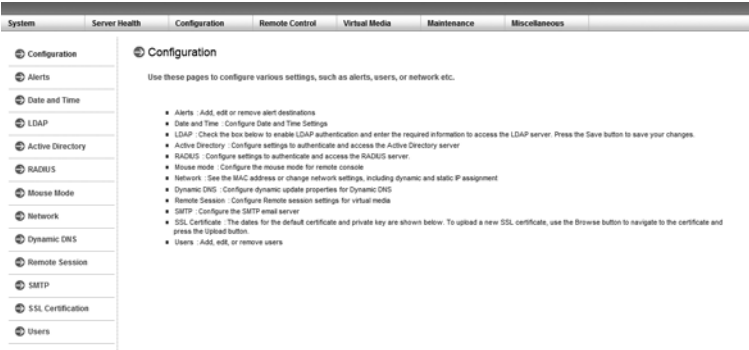 System Server Health Configuration Remote Control Virtual Media Maintenance Miscellaneous
Configuration
Alerts
Date and Time
LDAP
Active Directory
RADIUS
Mouse Mode
Network
Dynamic DNS
Remote Session
SMTP
SSL Certification
Users
Configuration
Use these pages to configure various settings, such as alerts, users, or network etc.
Alerts : Add, edit or remove alert destinations
Date and Time : Configure Date and Time Settings
LDAP : Check the box below to enable LDAP authentication and enter the required information to access the LDAP server. Press the Save button to save your changes.
Active Directory : Configure settings to authenticate and access the Active Directory server
RADIUS : Configure settings to authenticate and access the RADIUS server.
Mouse mode : Configure the mouse mode for remote console
Network : See the MAC address or change network settings, including dynamic and static IP assignment
Dynamic DNS : Configure dynamic update properties for Dynamic DNS
Remote Session : Configure Remote session settings for virtual media
SMTP : Configure the SMTP email server
SSL Certificate : The dates for the default certificate and private key are shown below. To upload a new SSL certificate, use the Browse button to navigate to the certificate and
press the Upload button.
Users : Add, edit, or remove users